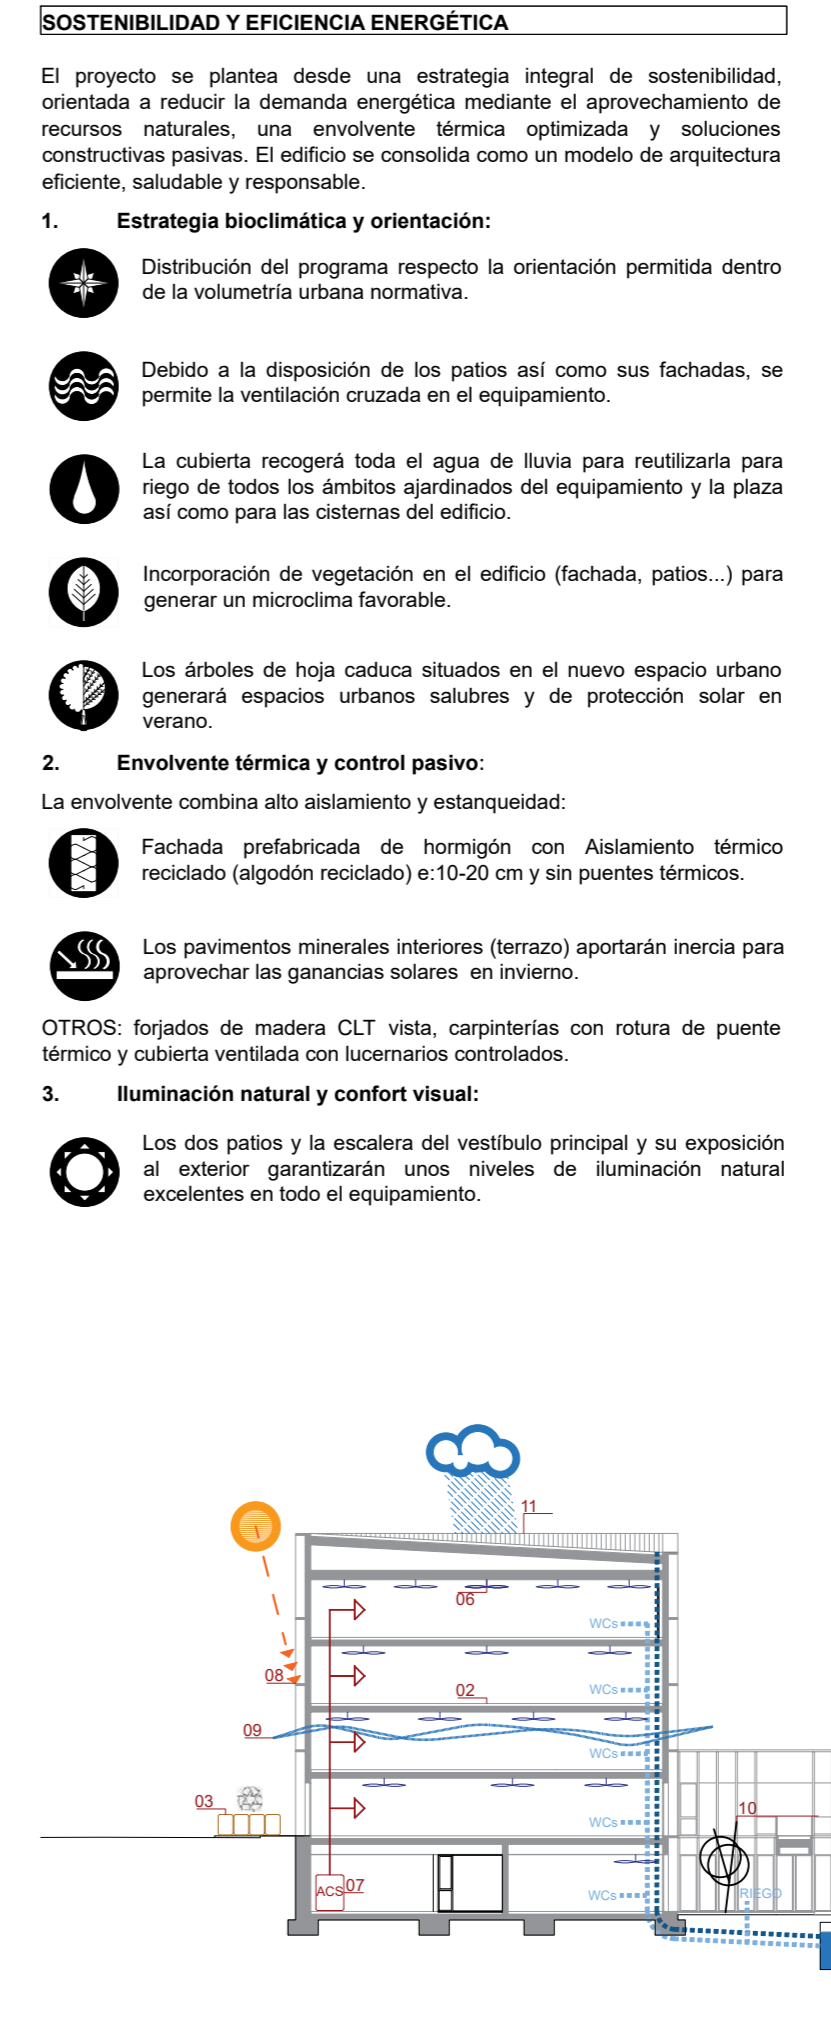 SOSTENIBILIDAD Y EFICIENCIA ENERGÉTICA
El proyecto se plantea desde una estrategia integral de sostenibilidad,
orientada a reducir la demanda energética mediante el aprovechamiento de
recursos naturales, una envolvente térmica optimizada y soluciones
constructivas pasivas. El edificio se consolida como un modelo de arquitectura
eficiente, saludable y responsable.
1. Estrategia bioclimática y orientación:
Distribución del programa respecto la orientación permitida dentro
de la volumetría urbana normativa.
Debido a la disposición de los patios así como sus fachadas, se
permite la ventilación cruzada en el equipamiento.
La cubierta recogerá toda el agua de lluvia para reutilizarla para
riego de todos los ámbitos ajardinados del equipamiento y la plaza
así como para las cisternas del edificio.
Incorporación de vegetación en el edificio (fachada, patios...) para
generar un microclima favorable.
Los árboles de hoja caduca situados en el nuevo espacio urbano
generará espacios urbanos salubres y de protección solar en
verano.
2. Envolvente térmica y control pasivo:
La envolvente combina alto aislamiento y estanqueidad:
Fachada prefabricada de hormigón con Aislamiento térmico
reciclado (algodón reciclado) e:10-20 cm y sin puentes térmicos.
Los pavimentos minerales interiores (terrazo) aportarán inercia para
aprovechar las ganancias solares en invierno.
OTROS: forjados de madera CLT vista, carpinterías con rotura de puente
térmico y cubierta ventilada con lucernarios controlados.
3. Iluminación natural y confort visual:
Los dos patios y la escalera del vestíbulo principal y su exposición
al exterior garantizarán unos niveles de iluminación natural
excelentes en todo el equipamiento.
11
06
WCs
08
02
WCs
09
WCs
03
10
WCs
ACS
07
WCs
RIEGO